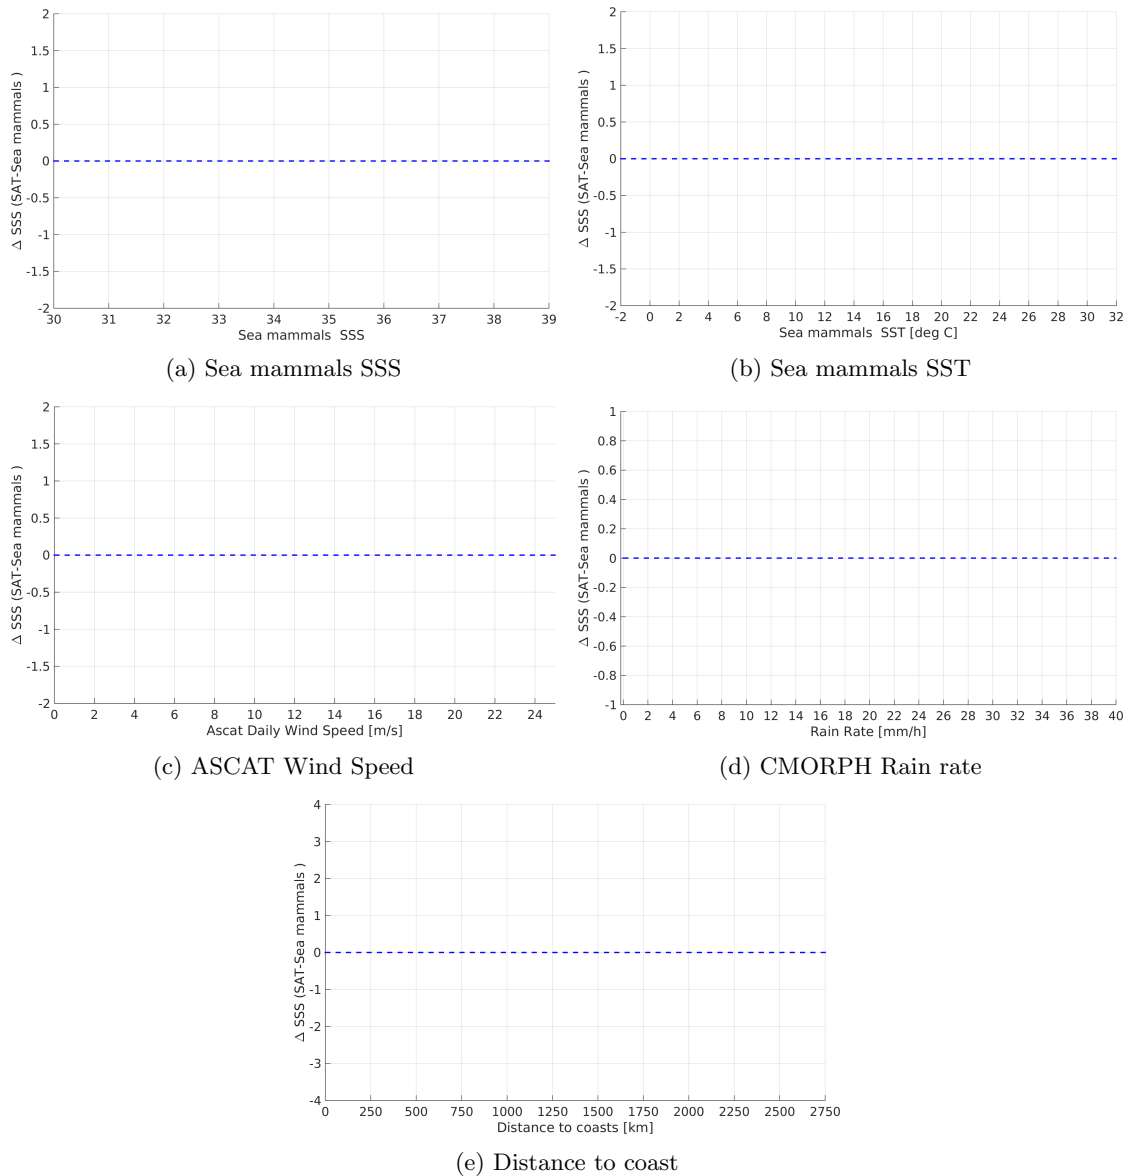 2
1.5
1
0.5
0
-0.5
-1
-1.5
-2
Δ SSS (SAT-Sea mammals )
30 31 32 33 34 35 36 37 38 39
Sea mammals SSS
(a) Sea mammals SSS
2
1.5
1
0.5
0
-0.5
-1
-1.5
-2
Δ SSS (SAT-Sea mammals )
-2 0 2 4 6 8 10 12 14 16 18 20 22 24 26 28 30 32
Sea mammals SST [deg C]
(b) Sea mammals SST
2
1.5
1
0.5
0
-0.5
-1
-1.5
-2
Δ SSS (SAT-Sea mammals )
0 2 4 6 8 10 12 14 16 18 20 22 24
Ascat Daily Wind Speed [m/s]
(c) ASCAT Wind Speed
1
0.8
0.6
0.4
0.2
0
-0.2
-0.4
-0.6
-0.8
-1
Δ SSS (SAT-Sea mammals )
0 2 4 6 8 10 12 14 16 18 20 22 24 26 28 30 32 34 36 38 40
Rain Rate [mm/h]
(d) CMORPH Rain rate
4
3
2
1
0
-1
-2
-3
-4
Δ SSS (SAT-Sea mammals )
0 250 500 750 1000 1250 1500 1750 2000 2250 2500 2750
Distance to coasts [km]
(e) Distance to coast